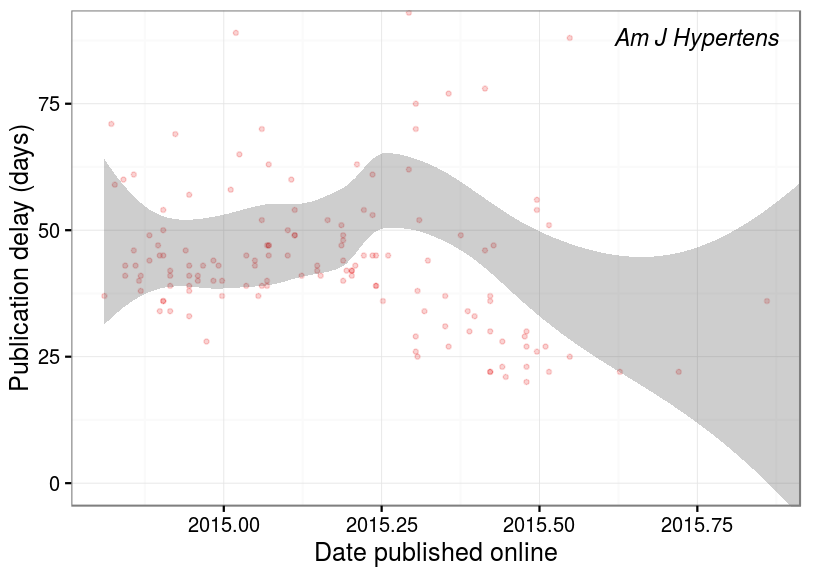 Am J Hypertens
Publication delay (days)
75
50
25
0
2015.00 2015.25 2015.50 2015.75
Date published online